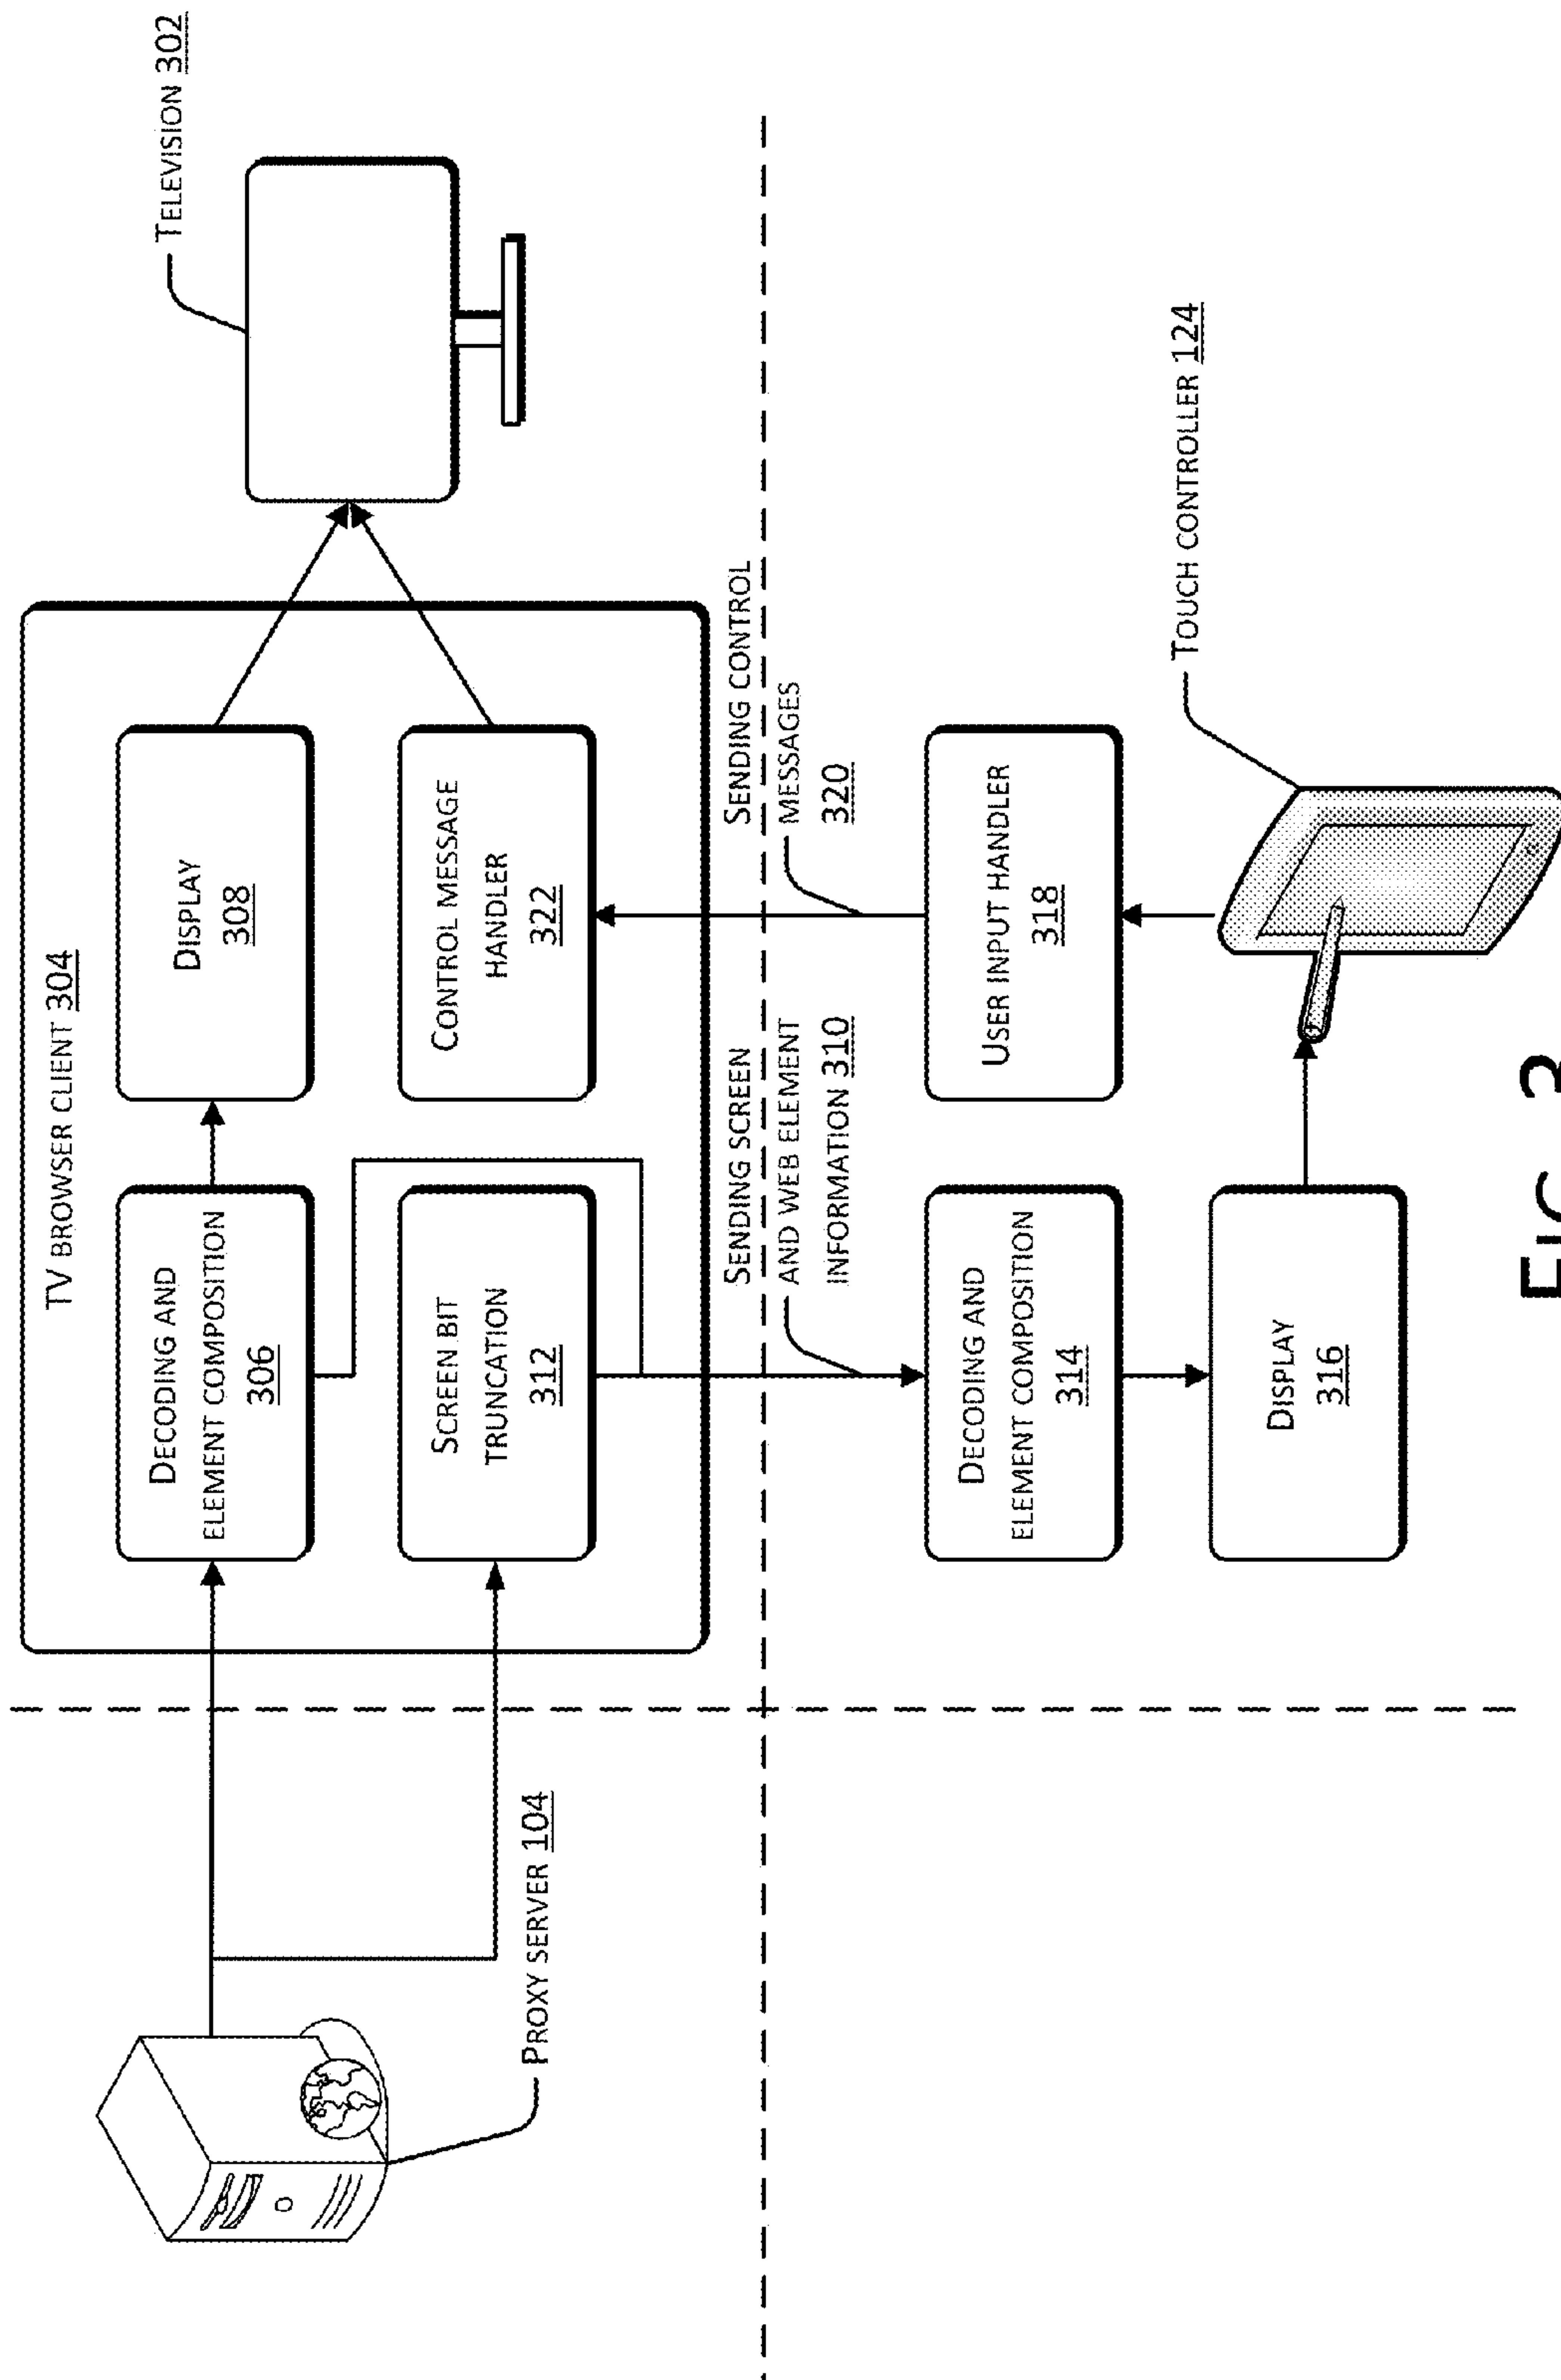 TV BROWSER CLIENT 304
TELEVISION 302
DECODING AND
ELEMENT COMPOSITION
306
DISPLAY
308
SCREEN BIT
TRUNCATION
312
CONTROL MESSAGE
HANDLER
322
PROXY SERVER 104
SENDING SCREEN
AND WEB ELEMENT
INFORMATION 310
SENDING CONTROL
MESSAGES
320
DECODING AND
ELEMENT COMPOSITION
314
USER INPUT HANDLER
318
TOUCH CONTROLLER 124
DISPLAY
316
FIG. 3